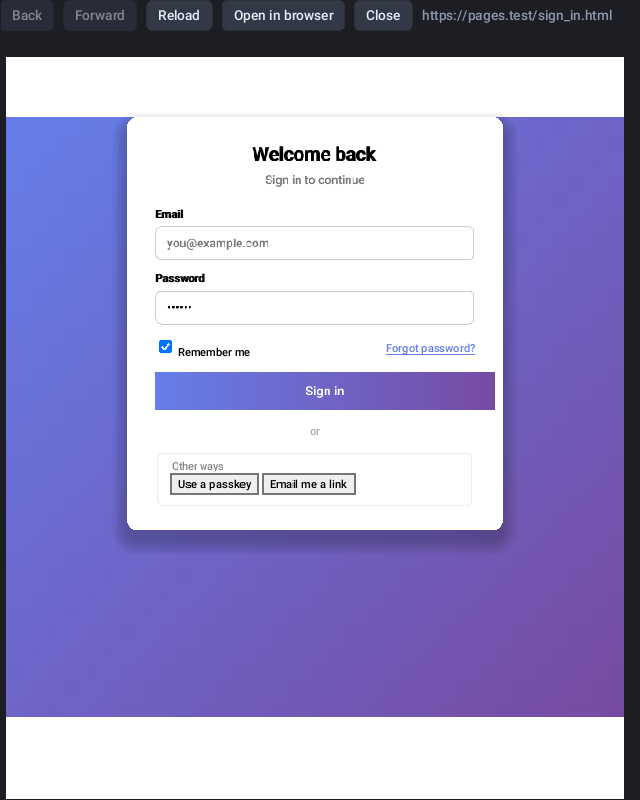 Back Forward Reload Open in browser Close https://pages.test/sign_in.html
Welcome back
Sign in to continue
Email
you@example.com
Password
••••••
Remember me Forgot password?
Sign in
or
Other ways
Use a passkey Email me a link